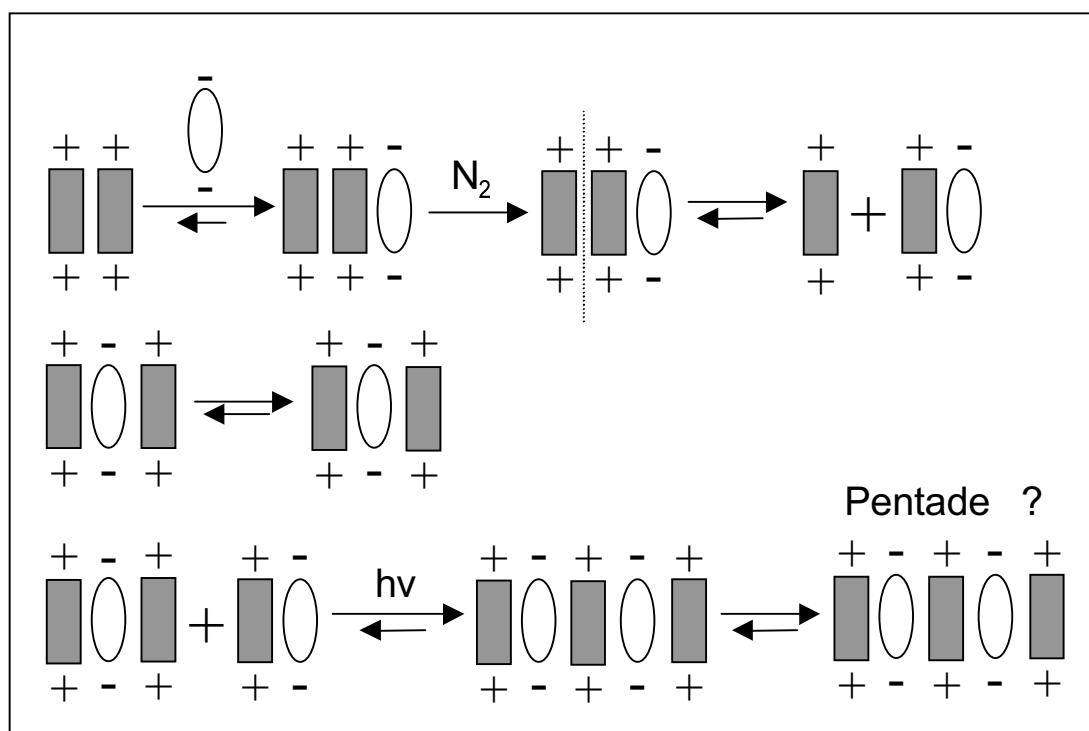 -
+ + + + - + + - + + -
-
N₂
+
+ + + + - + + - + + -
+ - + + - +
+ - + + - +
Pentade ?
+ - + + - + - + - + + - + - +
hv
+
+ - + + - + - + - + + - + - +